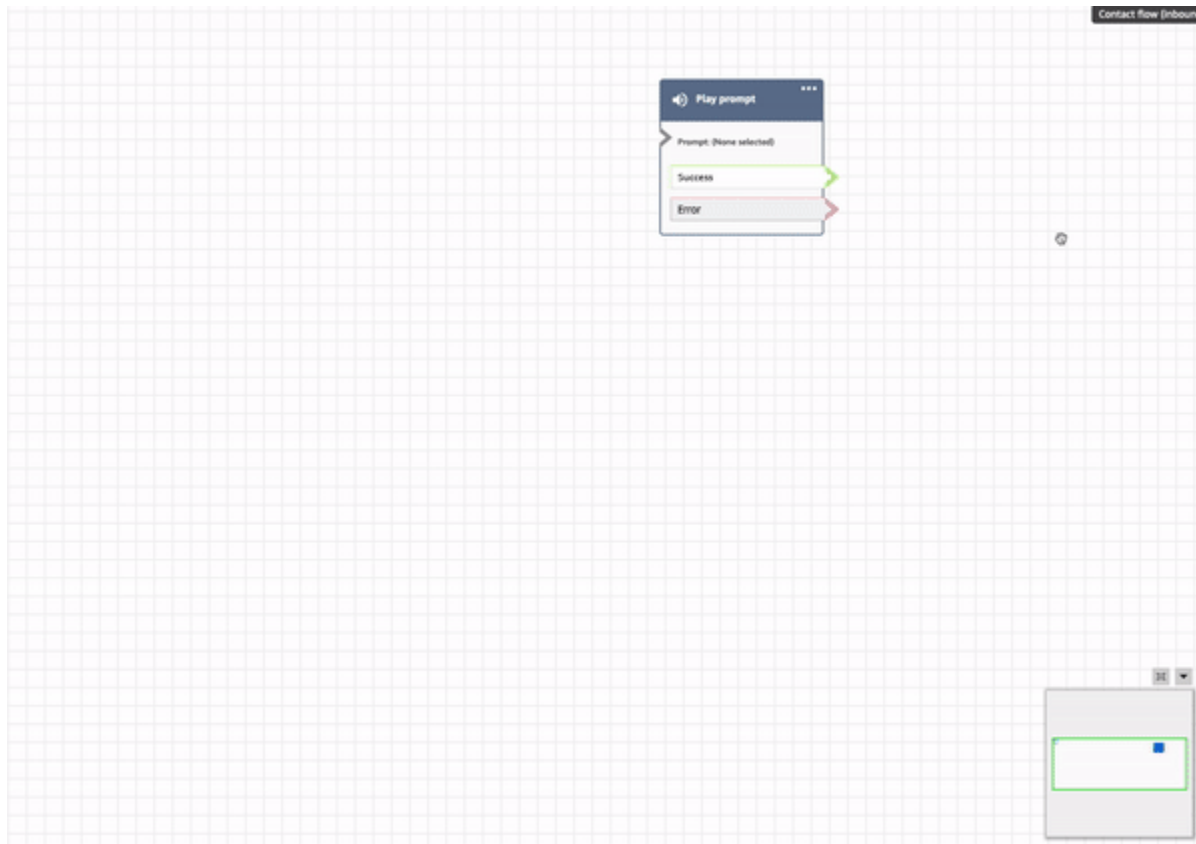 Contact flow (inboun
Play prompt
Prompt: (None selected)
Success
Error